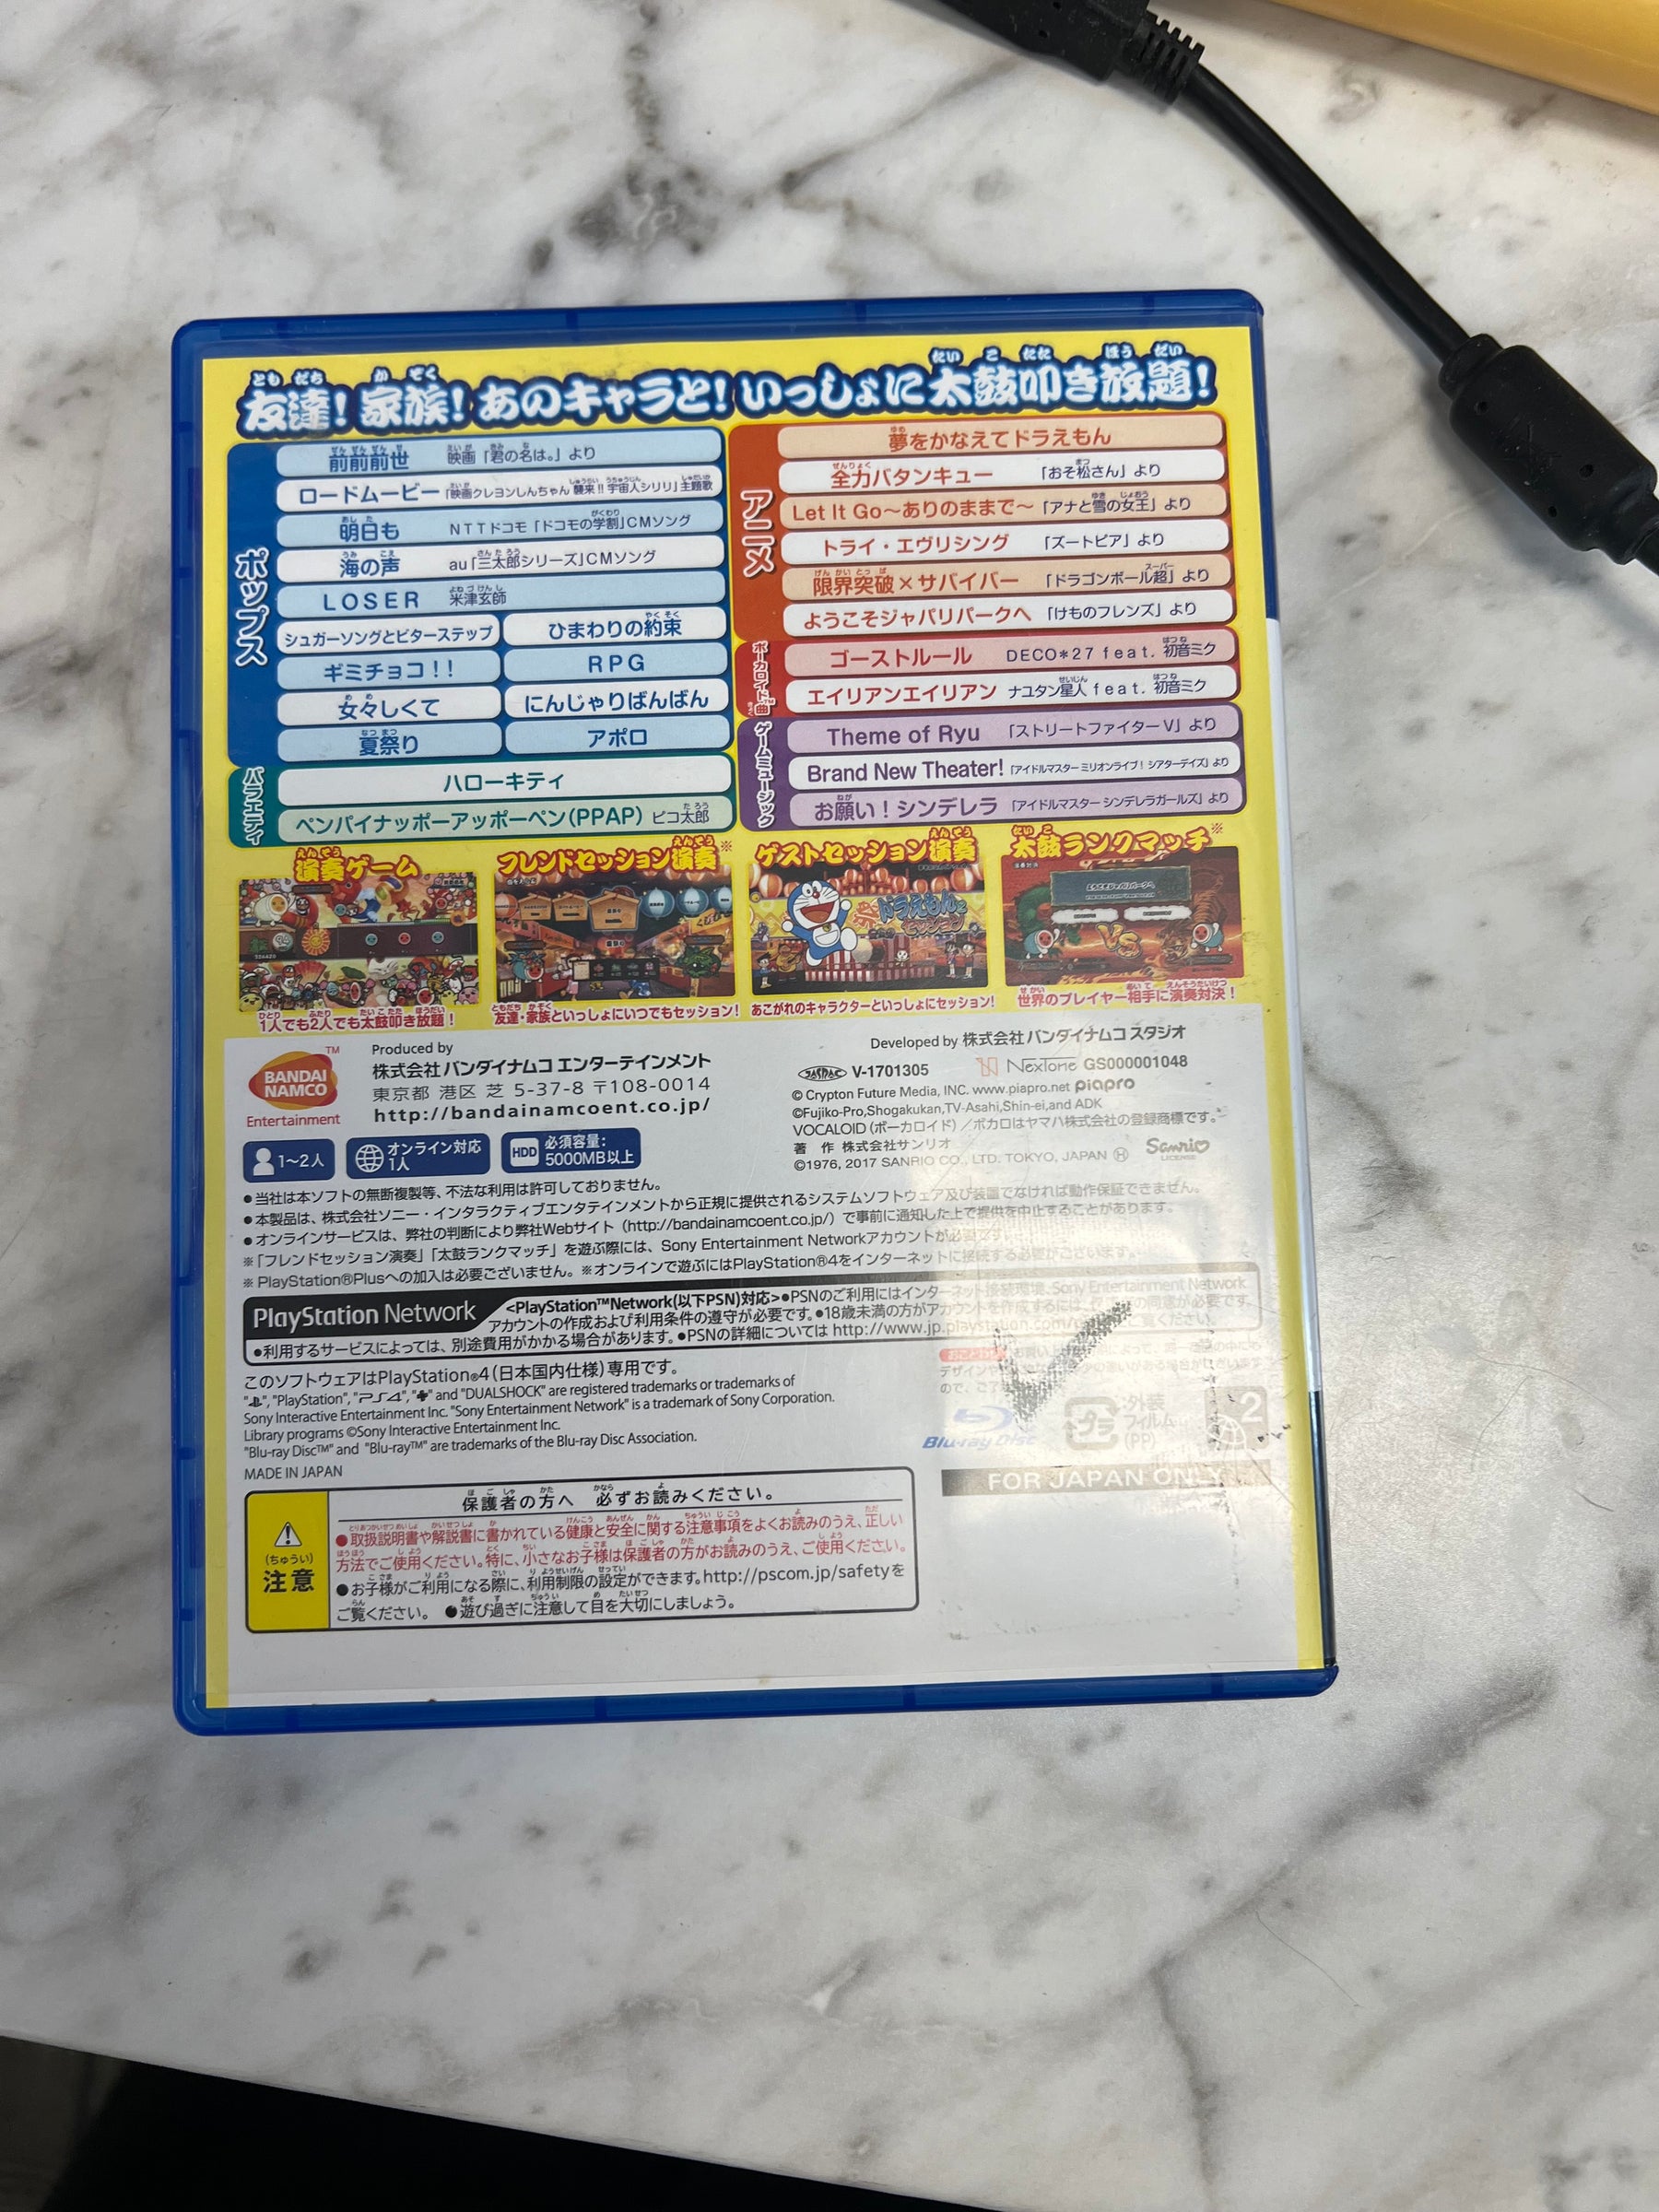 友達！家族！あのキャラと！いっしょに太鼓叩き放題！
ポップス
前前前世 映画「君の名は。」より
ロードムービー 「映画クレヨンしんちゃん 襲来!! 宇宙人シリリ」主題歌
明日も NTTドコモ「ドコモの学割」CMソング
海の声 au「三太郎シリーズ」CMソング
LOSER 米津玄師
シュガーソングとビターステップ ひまわりの約束
ギミチョコ！！ RPG
女々しくて にんじゃりばんばん
夏祭り アポロ
バラエティ
ハローキティ
ペンパイナッポーアッポーペン(PPAP) ピコ太郎
アニメ
夢をかなえてドラえもん
全力バタンキュー 「おそ松さん」より
Let It Go～ありのままで～ 「アナと雪の女王」より
トライ・エヴリシング 「ズートピア」より
限界突破×サバイバー 「ドラゴンボール超」より
ようこそジャパリパークへ 「けものフレンズ」より
ボーカロイド™曲
ゴーストルール DECO*27 feat. 初音ミク
エイリアンエイリアン ナユタン星人 feat. 初音ミク
ゲームミュージック
Theme of Ryu 「ストリートファイターV」より
Brand New Theater! 「アイドルマスター ミリオンライブ！ シアターデイズ」より
お願い！シンデレラ 「アイドルマスター シンデレラガールズ」より
演奏ゲーム
フレンドセッション演奏※
ゲストセッション演奏
太鼓ランクマッチ※
ドラえもんと
セッション
Vs
1人でも2人でも太鼓叩き放題！
友達・家族といっしょにいつでもセッション！
あこがれのキャラクターといっしょにセッション！
世界のプレイヤー相手に演奏対決！
BANDAI
NAMCO
Entertainment
TM
Produced by
株式会社 バンダイナムコ エンターテインメント
東京都 港区 芝 5-37-8 〒108-0014
http://bandainamcoent.co.jp/
Developed by 株式会社 バンダイナムコ スタジオ
JASRAC V-1701305 NexTone GS000001048
© Crypton Future Media, INC. www.piapro.net piapro
©Fujiko-Pro,Shogakukan,TV-Asahi,Shin-ei,and ADK
VOCALOID（ボーカロイド）／ボカロはヤマハ株式会社の登録商標です。
著 作 株式会社サンリオ
©1976, 2017 SANRIO CO., LTD. TOKYO, JAPAN Ⓗ
Sanrio
LICENSE
1～2人
オンライン対応
1人
HDD
必須容量：
5000MB以上
●当社は本ソフトの無断複製等、不法な利用は許可しておりません。
●本製品は、株式会社ソニー・インタラクティブエンタテインメントから正規に提供されるシステムソフトウェア及び装置でなければ動作保証できません。
●オンラインサービスは、弊社の判断により弊社Webサイト（http://bandainamcoent.co.jp/）で事前に通知した上で提供を中止することがあります。
※「フレンドセッション演奏」「太鼓ランクマッチ」を遊ぶ際には、Sony Entertainment Networkアカウントが必要です。
※ PlayStation®Plusへの加入は必要ございません。※オンラインで遊ぶにはPlayStation®4をインターネットに接続する必要がございます。
PlayStation Network
<PlayStation™Network(以下PSN)対応>●PSNのご利用にはインターネット接続環境、Sony Entertainment Network
アカウントの作成および利用条件の遵守が必要です。●18歳未満の方がアカウントを作成するには、の同意が必要です。
●利用するサービスによっては、別途費用がかかる場合があります。●PSNの詳細については http://www.jp.playstation.com/ ご覧ください。
このソフトウェアはPlayStation®4(日本国内仕様)専用です。
"PlayStation", "PS4", and "DUALSHOCK" are registered trademarks or trademarks of
Sony Interactive Entertainment Inc. "Sony Entertainment Network" is a trademark of Sony Corporation.
Library programs ©Sony Interactive Entertainment Inc.
"Blu-ray Disc™" and "Blu-ray™" are trademarks of the Blu-ray Disc Association.
MADE IN JAPAN
Blu-ray Disc
プラ
外装
フィルム
(PP)
2
FOR JAPAN ONLY
(ちゅうい)
注意
保護者の方へ 必ずお読みください。
●取扱説明書や解説書に書かれている健康と安全に関する注意事項をよくお読みのうえ、正しい
方法でご使用ください。特に、小さなお子様は保護者の方がお読みのうえ、ご使用ください。
●お子様がご利用になる際に、利用制限の設定ができます。http://pscom.jp/safetyを
ご覧ください。 ●遊び過ぎに注意して目を大切にしましょう。